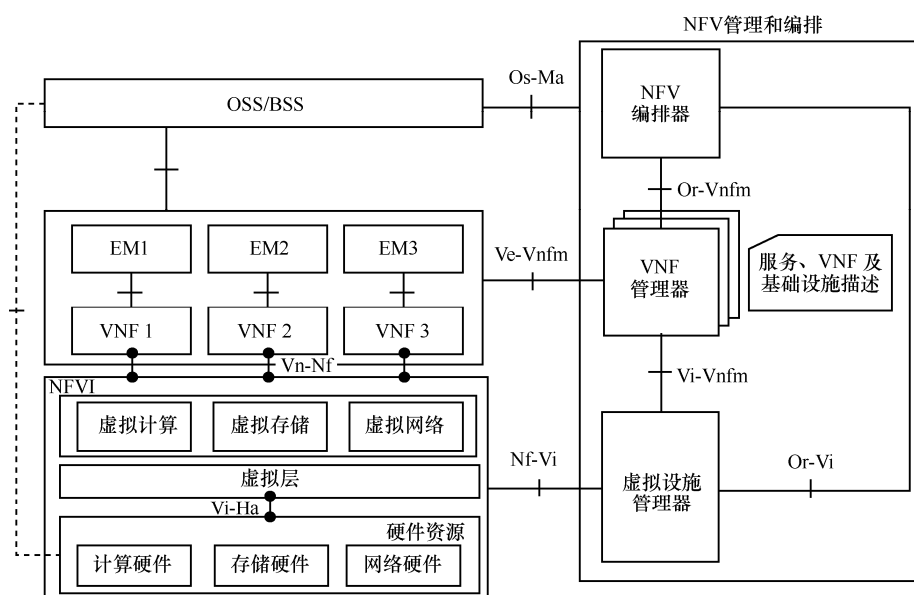 NFV管理和编排
Os-Ma
OSS/BSS
NFV
编排器
Or-Vnfm
EM1
EM2
EM3
Ve-Vnfm
VNF
管理器
服务、VNF 及
基础设施描述
VNF 1
VNF 2
VNF 3
Vn-Nf
NFVI
Vi-Vnfm
虚拟计算
虚拟存储
虚拟网络
Nf-Vi
虚拟设施
管理器
Or-Vi
虚拟层
Vi-Ha
硬件资源
计算硬件
存储硬件
网络硬件